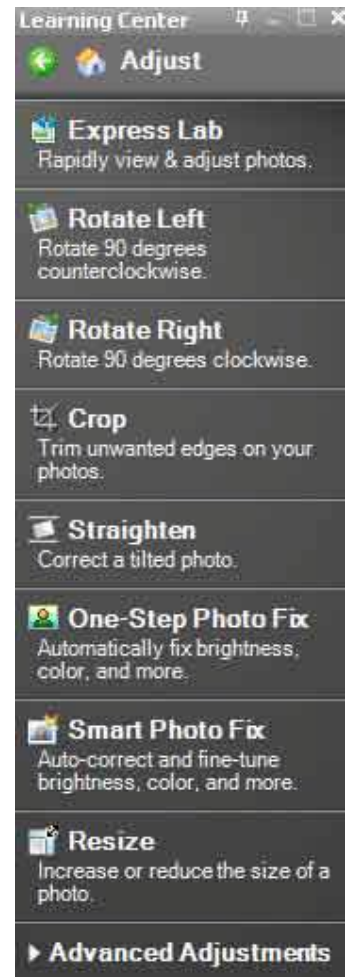 Learning Center
Adjust
Express Lab
Rapidly view & adjust photos.
Rotate Left
Rotate 90 degrees
counterclockwise.
Rotate Right
Rotate 90 degrees clockwise.
Crop
Trim unwanted edges on your
photos.
Straighten
Correct a tilted photo.
One-Step Photo Fix
Automatically fix brightness,
color, and more.
Smart Photo Fix
Auto-correct and fine-tune
brightness, color, and more.
Resize
Increase or reduce the size of a
photo.
Advanced Adjustments